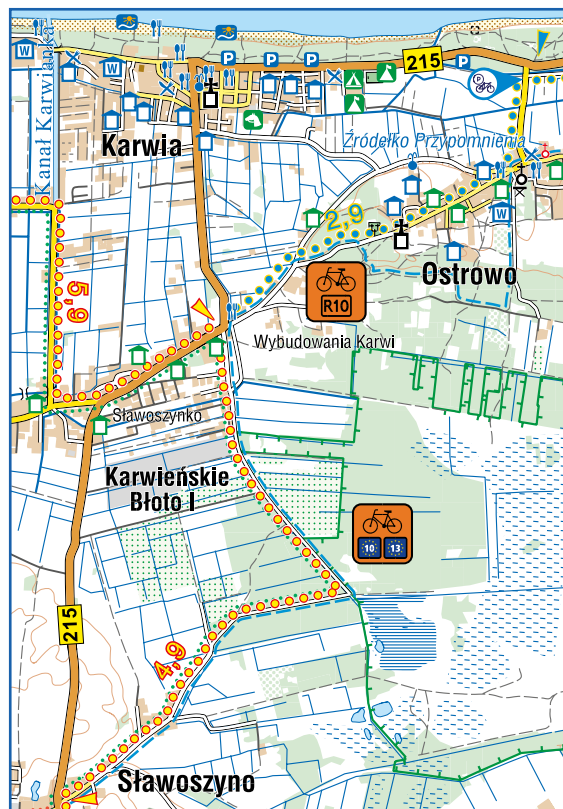 W
P
P
P
215
P
W
P
Kanał Karwianka
Karwia
Źródełko Przypomnienia
2,9
W
Ostrowo
5,9
R10
Wybudowania Karwi
Sławoszynko
Karwieńskie
Błoto I
10 13
215
4,9
Sławoszyno